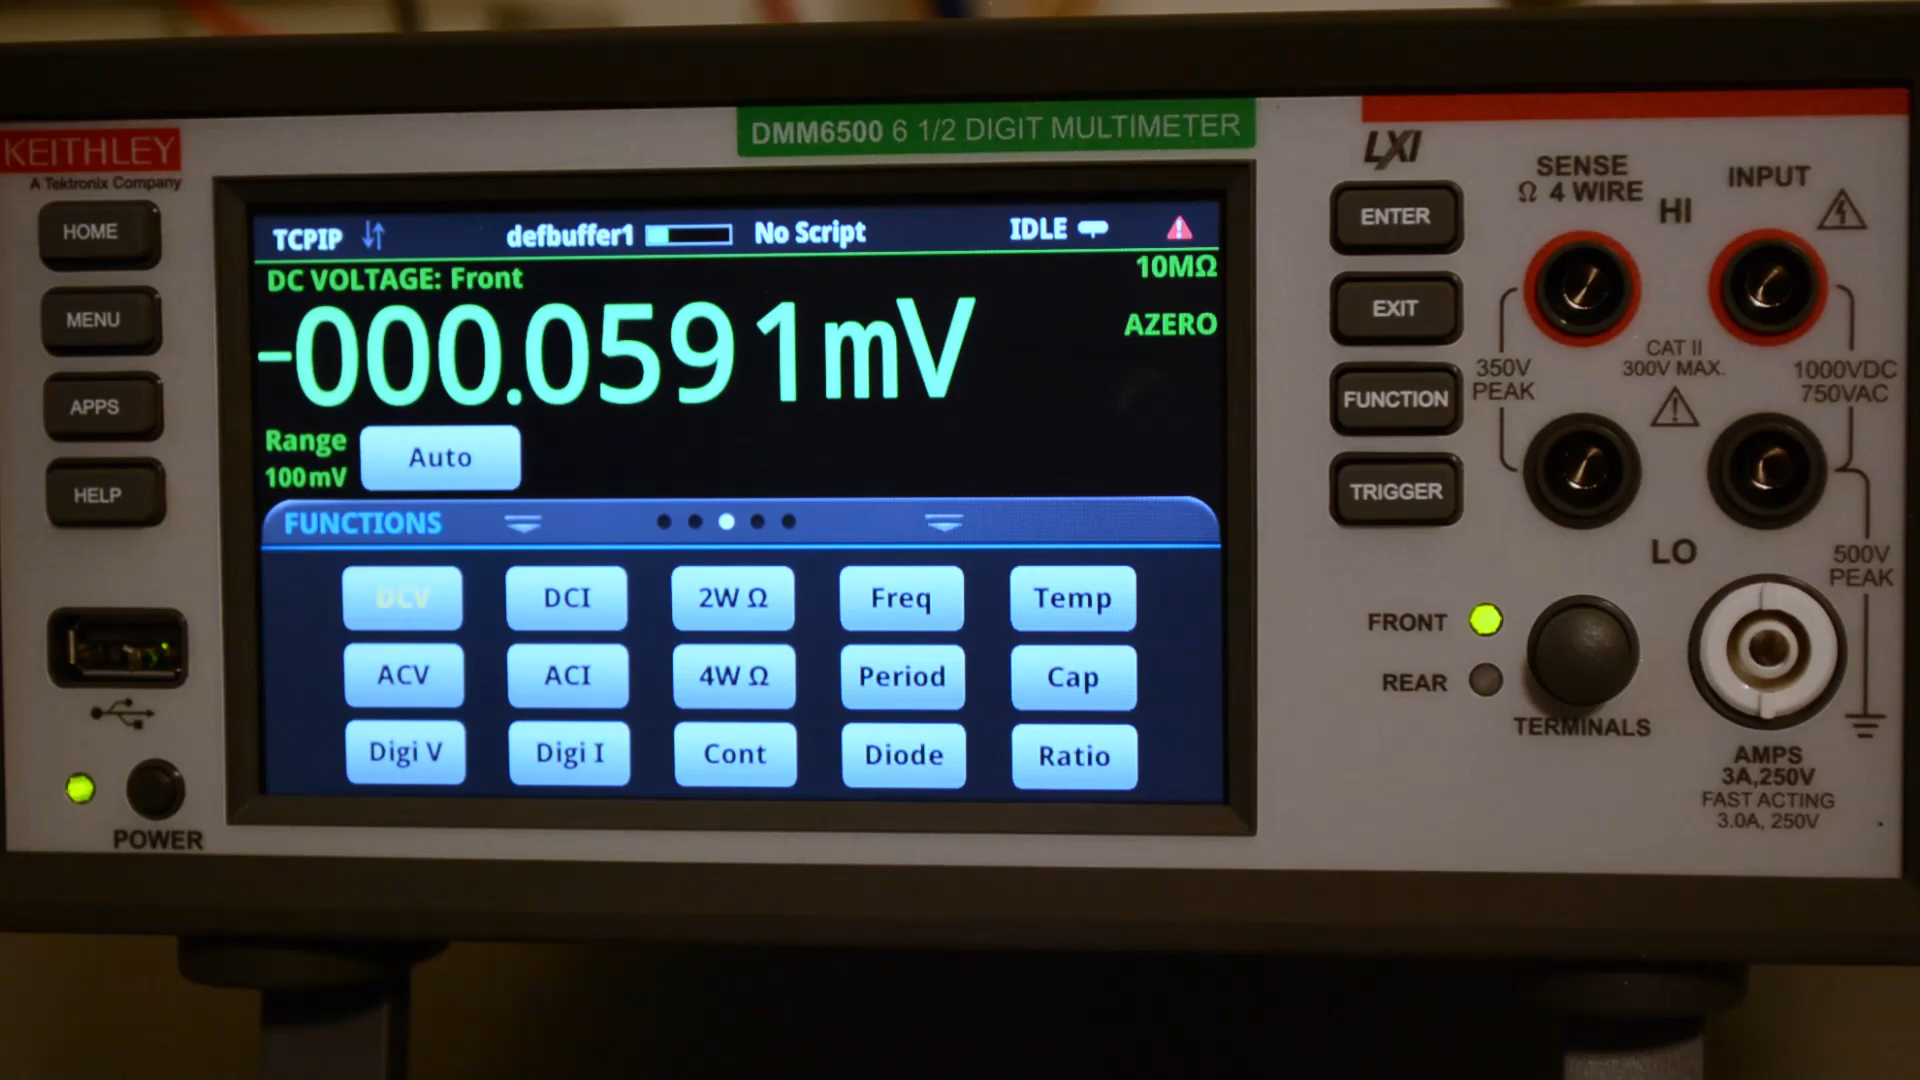 KEITHLEY
A Tektronix Company
DMM6500 6 1/2 DIGIT MULTIMETER
LXI
HOME
MENU
APPS
HELP
POWER
TCPIP defbuffer1 No Script IDLE
DC VOLTAGE: Front 10MΩ
-000.0591mV
AZERO
Range
100mV
Auto
FUNCTIONS
DCV DCI 2W Ω Freq Temp
ACV ACI 4W Ω Period Cap
Digi V Digi I Cont Diode Ratio
ENTER
EXIT
FUNCTION
TRIGGER
SENSE
Ω 4 WIRE
HI
INPUT
350V
PEAK
CAT II
300V MAX.
1000VDC
750VAC
LO
500V
PEAK
FRONT
REAR
TERMINALS
AMPS
3A,250V
FAST ACTING
3.0A, 250V